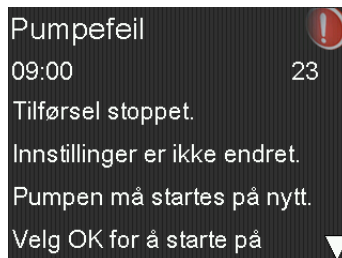 Pumpefeil
09:00 23
Tilførsel stoppet.
Innstillinger er ikke endret.
Pumpen må startes på nytt.
Velg OK for å starte på